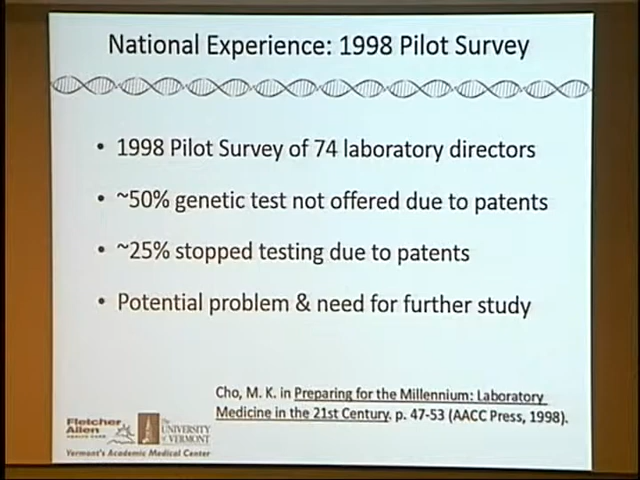 National Experience: 1998 Pilot Survey
• 1998 Pilot Survey of 74 laboratory directors
• ~50% genetic test not offered due to patents
• ~25% stopped testing due to patents
• Potential problem & need for further study
Cho, M. K. in Preparing for the Millennium: Laboratory
Medicine in the 21st Century. p. 47-53 (AACC Press, 1998).
Fletcher
Allen
HEALTH CARE
The
UNIVERSITY
of VERMONT
Vermont's Academic Medical Center